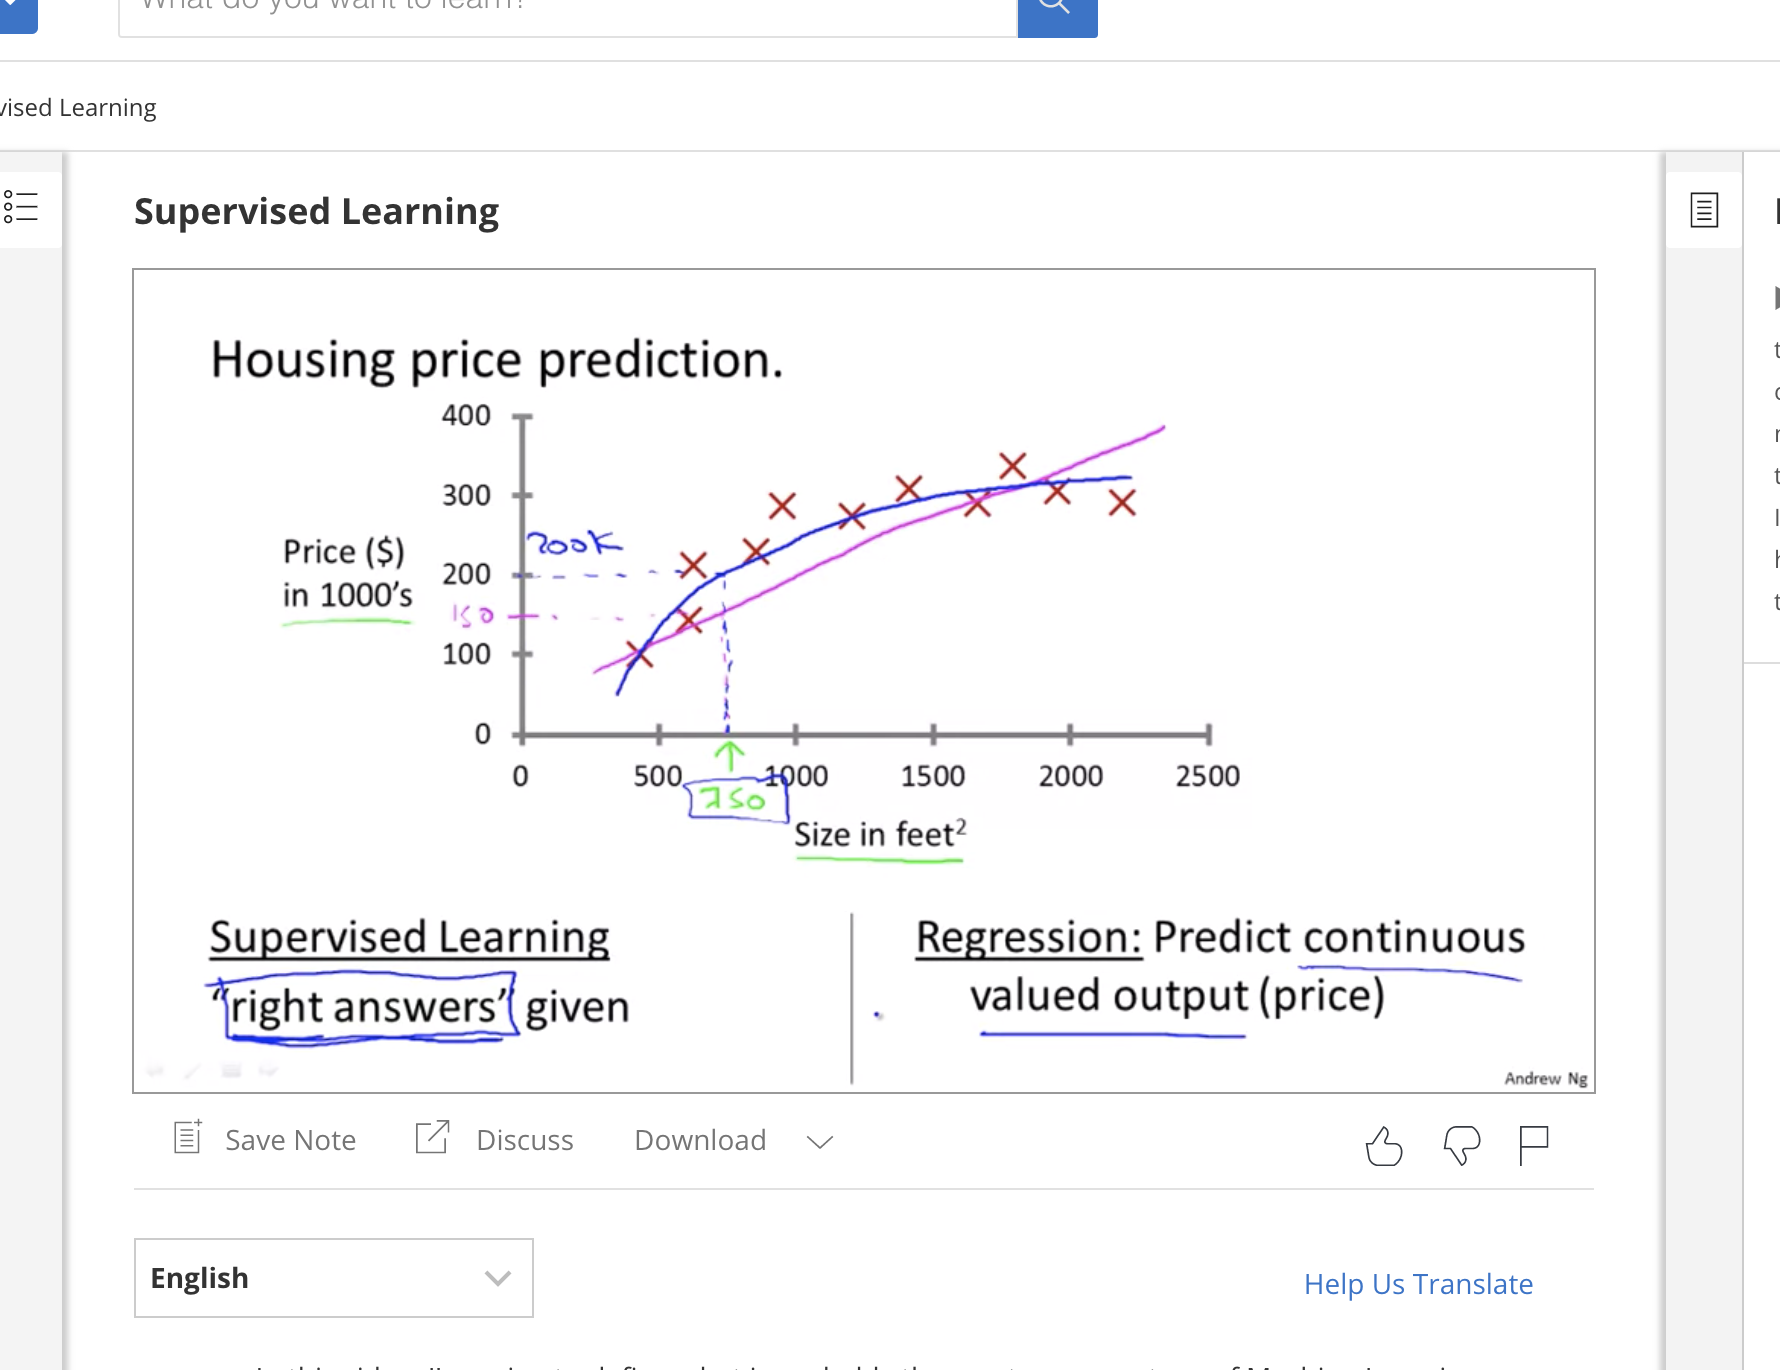 What do you want to learn?
vised Learning
Supervised Learning
Housing price prediction.
400
300
200
150
100
0
Price ($)
in 1000's
200K
0
500
1000
1500
2000
2500
750
Size in feet²
Supervised Learning
“right answers” given
Regression: Predict continuous
valued output (price)
Andrew Ng
Save Note
Discuss
Download
English
Help Us Translate